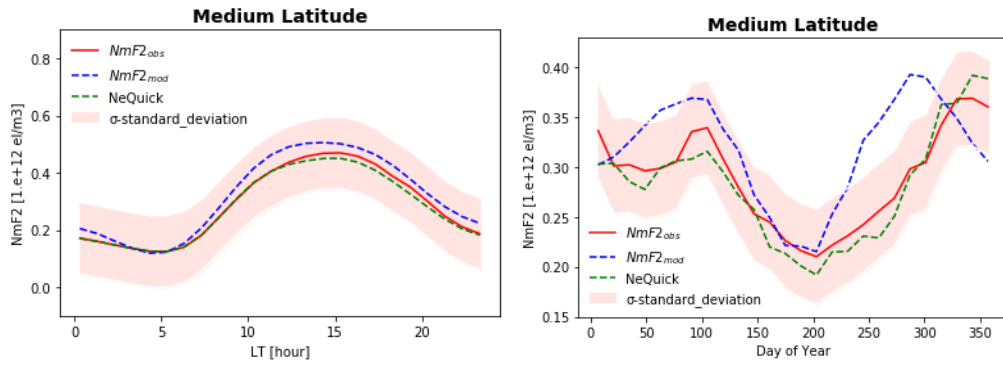 Medium Latitude
NmF2 [1.e+12 el/m3]
0.8
0.6
0.4
0.2
0.0
NmF2obs
NmF2mod
NeQuick
σ-standard_deviation
0 5 10 15 20
LT [hour]
Medium Latitude
NmF2 [1.e+12 el/m3]
0.40
0.35
0.30
0.25
0.20
0.15
NmF2obs
NmF2mod
NeQuick
σ-standard_deviation
0 50 100 150 200 250 300 350
Day of Year